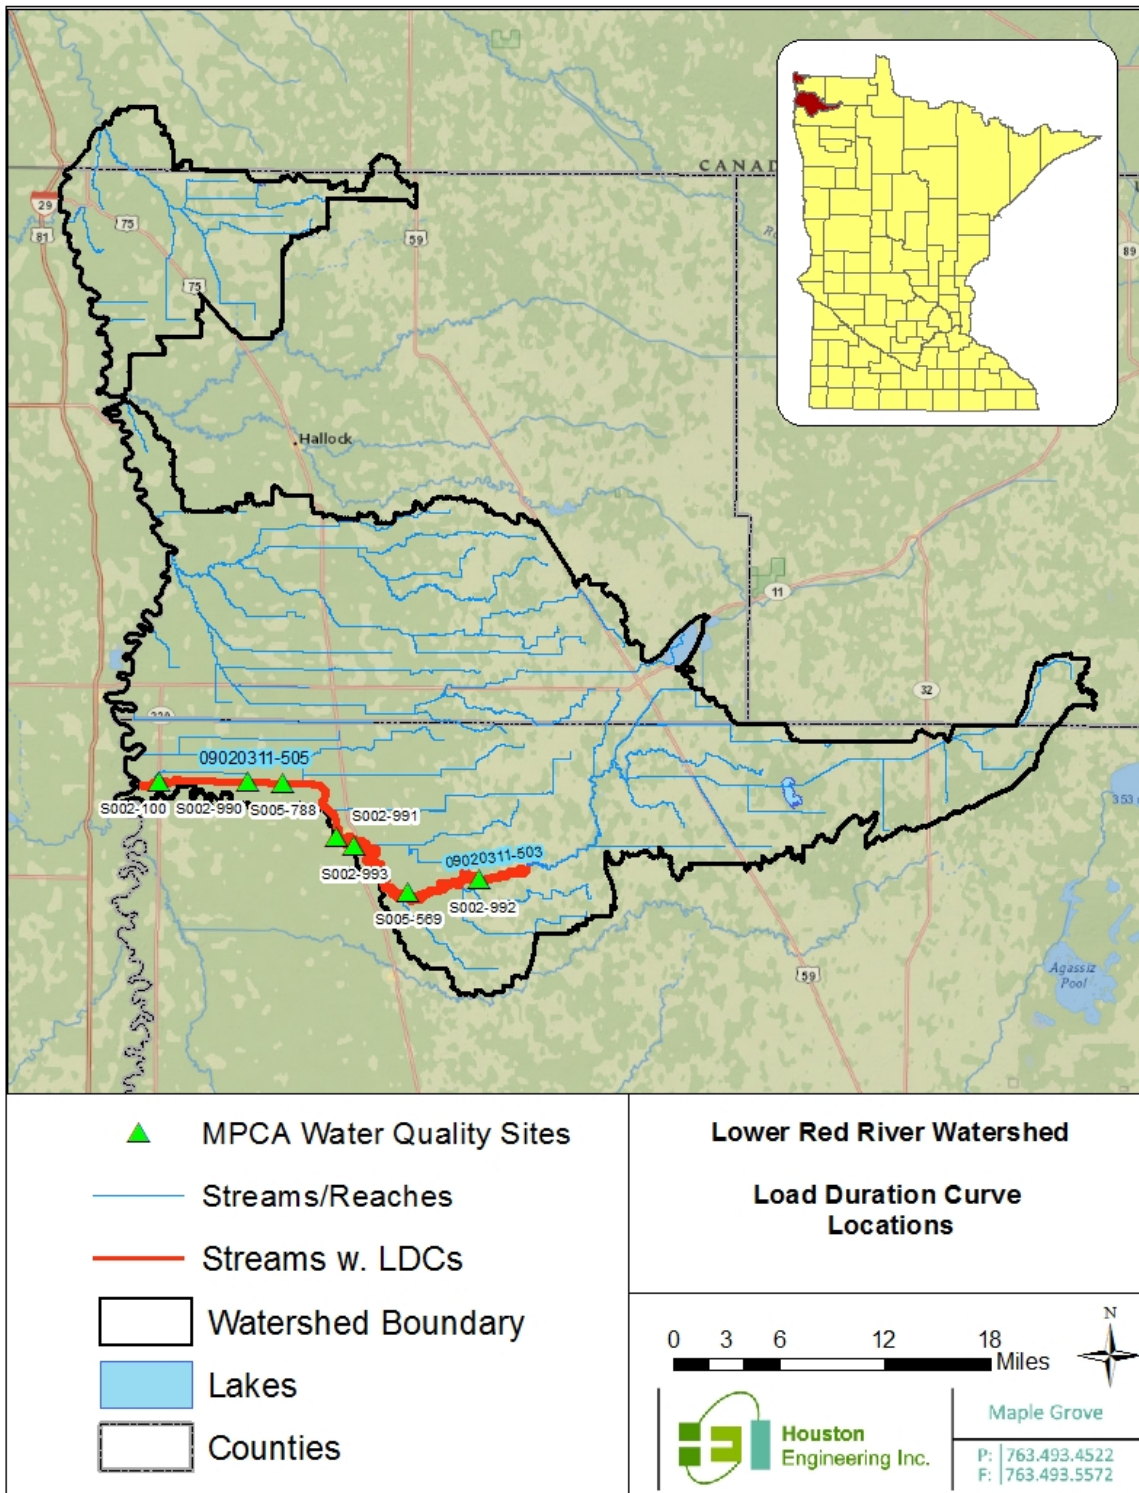 CANAD
29
81
75
59
89
75
Hallock
11
32
09020311-505
S002-100
S002-990
S005-788
S002-991
353
S002-993
09020311-503
S005-569
S002-992
59
Agassiz
Pool
MPCA Water Quality Sites
Streams/Reaches
Streams w. LDCs
Watershed Boundary
Lakes
Counties
Lower Red River Watershed
Load Duration Curve
Locations
0 3 6 12 18
Miles
N
Houston
Engineering Inc.
Maple Grove
P: 763.493.4522
F: 763.493.5572